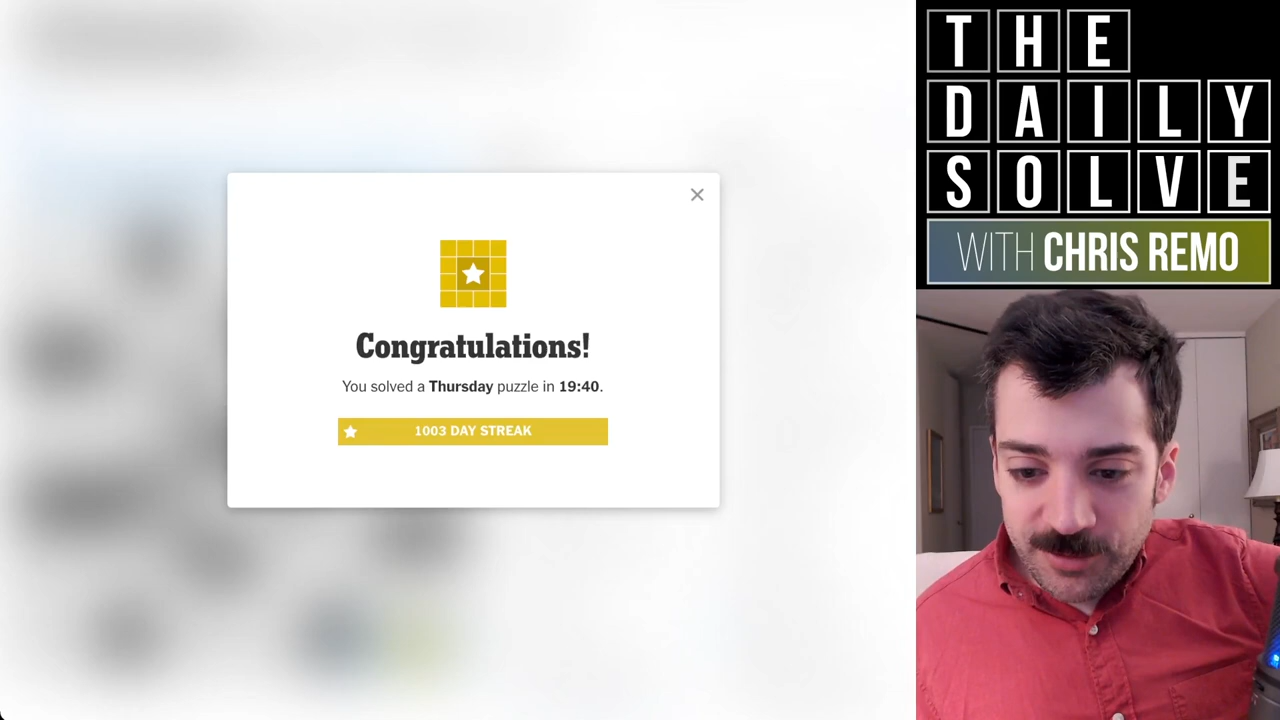 Congratulations!
You solved a Thursday puzzle in 19:40.
1003 DAY STREAK
THE
DAILY
SOLVE
WITH CHRIS REMO